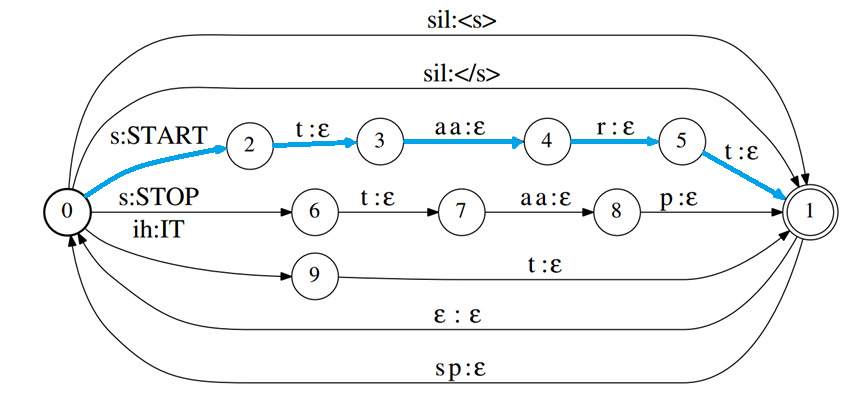 sil:<s>
sil:</s>
s:START
2
t:ε
3
aa:ε
4
r:ε
5
t:ε
0
s:STOP
6
t:ε
7
aa:ε
8
p:ε
1
ih:IT
9
t:ε
ε : ε
sp:ε